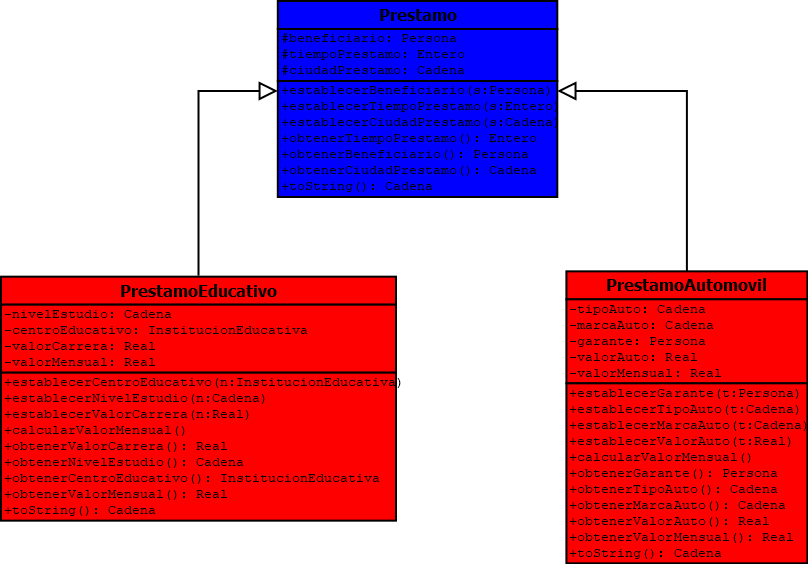 Prestamo
#beneficiario: Persona
#tiempoPrestamo: Entero
#ciudadPrestamo: Cadena
+establecerBeneficiario(s:Persona)
+establecerTiempoPrestamo(s:Entero)
+establecerCiudadPrestamo(s:Cadena)
+obtenerTiempoPrestamo(): Entero
+obtenerBeneficiario(): Persona
+obtenerCiudadPrestamo(): Cadena
+toString(): Cadena
PrestamoEducativo
-nivelEstudio: Cadena
-centroEducativo: InstitucionEducativa
-valorCarrera: Real
-valorMensual: Real
+establecerCentroEducativo(n:InstitucionEducativa)
+establecerNivelEstudio(n:Cadena)
+establecerValorCarrera(n:Real)
+calcularValorMensual()
+obtenerValorCarrera(): Real
+obtenerNivelEstudio(): Cadena
+obtenerCentroEducativo(): InstitucionEducativa
+obtenerValorMensual(): Real
+toString(): Cadena
PrestamoAutomovil
-tipoAuto: Cadena
-marcaAuto: Cadena
-garante: Persona
-valorAuto: Real
-valorMensual: Real
+establecerGarante(t:Persona)
+establecerTipoAuto(t:Cadena)
+establecerMarcaAuto(t:Cadena)
+establecerValorAuto(t:Real)
+calcularValorMensual()
+obtenerGarante(): Persona
+obtenerTipoAuto(): Cadena
+obtenerMarcaAuto(): Cadena
+obtenerValorAuto(): Real
+obtenerValorMensual(): Real
+toString(): Cadena